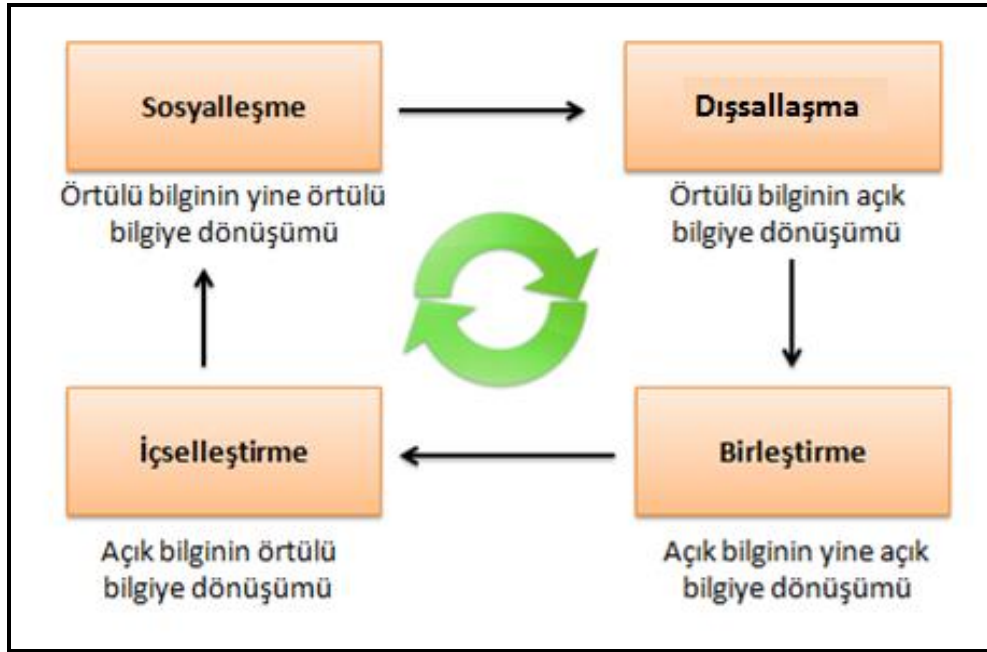 Sosyalleşme
Örtülü bilginin yine örtülü
bilgiye dönüşümü
Dışsallaşma
Örtülü bilginin açık
bilgiye dönüşümü
İçselleştirme
Açık bilginin örtülü
bilgiye dönüşümü
Birleştirme
Açık bilginin yine açık
bilgiye dönüşümü